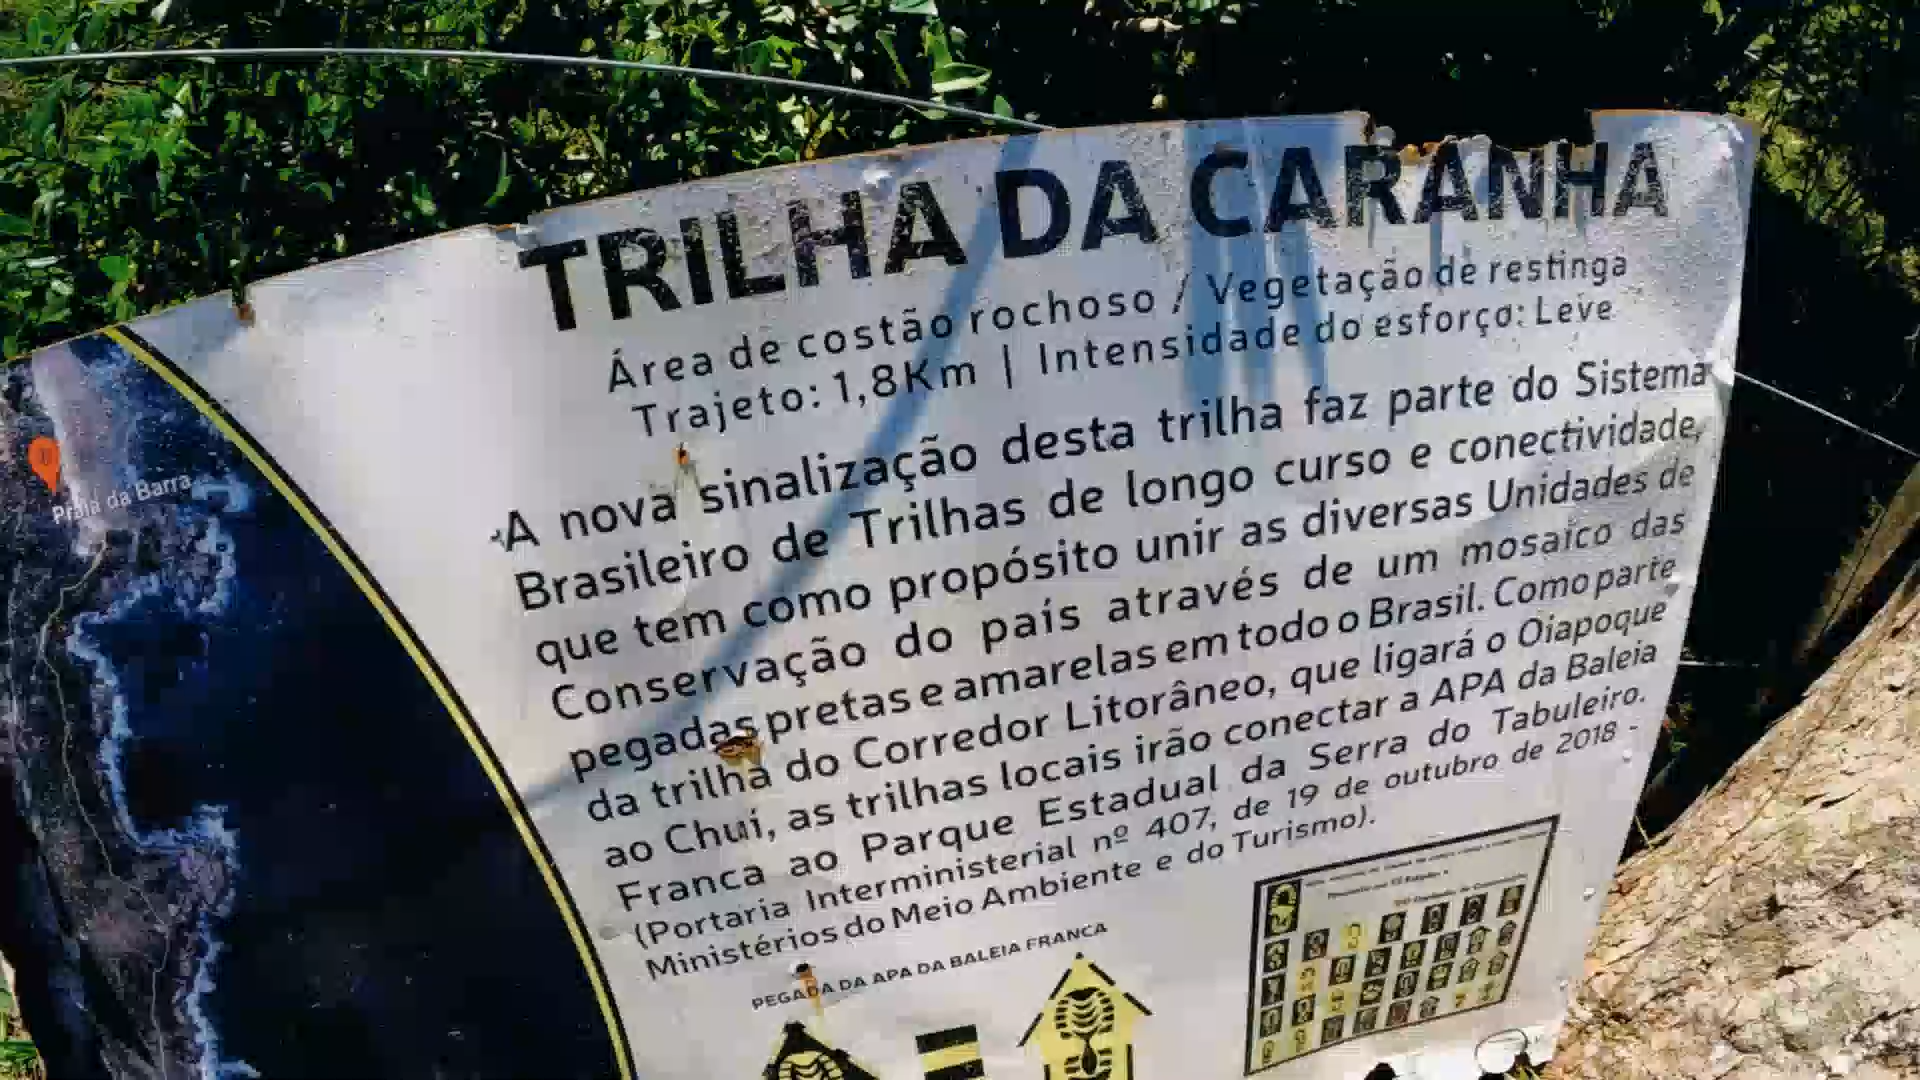 TRILHA DA CARANHA
Área de costão rochoso / Vegetação de restinga
Trajeto: 1,8Km | Intensidade do esforço: Leve
A nova sinalização desta trilha faz parte do Sistema
Brasileiro de Trilhas de longo curso e conectividade,
que tem como propósito unir as diversas Unidades de
Conservação do país através de um mosaico das
pegadas pretas e amarelas em todo o Brasil. Como parte
da trilha do Corredor Litorâneo, que ligará o Oiapoque
ao Chuí, as trilhas locais irão conectar a APA da Baleia
Franca ao Parque Estadual da Serra do Tabuleiro.
(Portaria Interministerial nº 407, de 19 de outubro de 2018 -
Ministérios do Meio Ambiente e do Turismo).
PEGADA DA APA DA BALEIA FRANCA
Praia da Barra